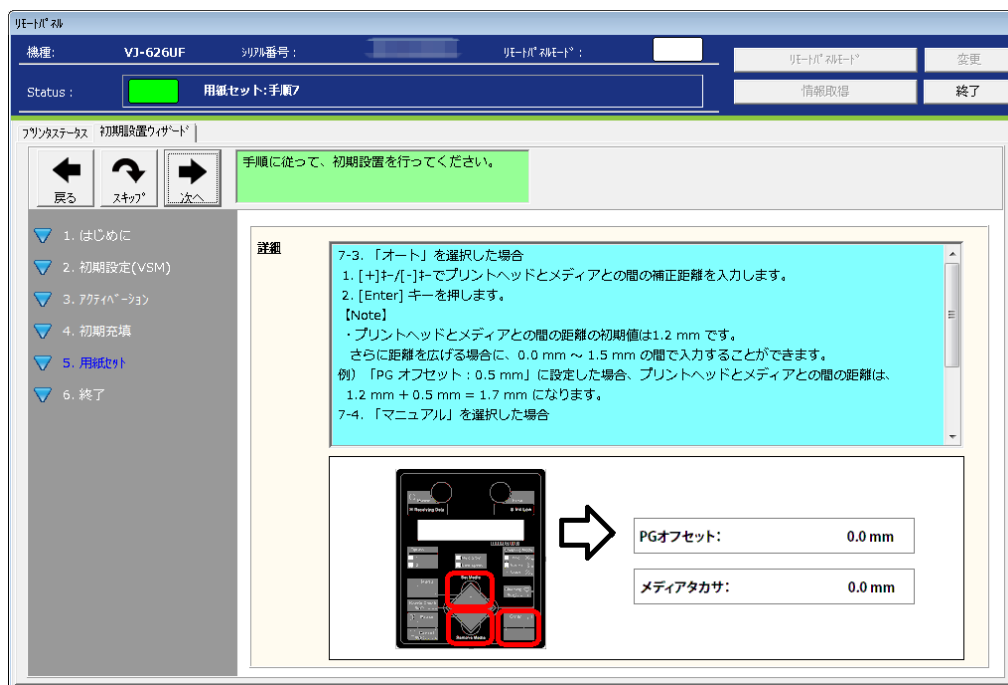 ﾘﾓｰﾄﾊﾟﾈﾙ
機種: VJ-626UF ｼﾘｱﾙ番号： ﾘﾓｰﾄﾊﾟﾈﾙﾓｰﾄﾞ：
ﾘﾓｰﾄﾊﾟﾈﾙﾓｰﾄﾞ 変更
Status : 用紙セット:手順7
情報取得 終了
ﾌﾟﾘﾝﾀｽﾃｰﾀｽ 初期設置ｳｨｻﾞｰﾄﾞ
戻る ｽｷｯﾌﾟ 次へ
手順に従って、初期設置を行ってください。
1. はじめに
2. 初期設定(VSM)
3. ｱｸﾃｨﾍﾞｰｼｮﾝ
4. 初期充填
5. 用紙ｾｯﾄ
6. 終了
詳細
7-3. 「オート」を選択した場合
1. [+]ｷｰ/[-]ｷｰでプリントヘッドとメディアとの間の補正距離を入力します。
2. [Enter] キーを押します。
【Note】
・プリントヘッドとメディアとの間の距離の初期値は1.2 mm です。
さらに距離を広げる場合に、0.0 mm ～ 1.5 mm の間で入力することができます。
例）「PG オフセット：0.5 mm」に設定した場合、プリントヘッドとメディアとの間の距離は、
1.2 mm + 0.5 mm = 1.7 mm になります。
7-4. 「マニュアル」を選択した場合
PGオフセット: 0.0 mm
メディアタカサ: 0.0 mm
Receiving Data
Ink Type
Set Media
Remove Media